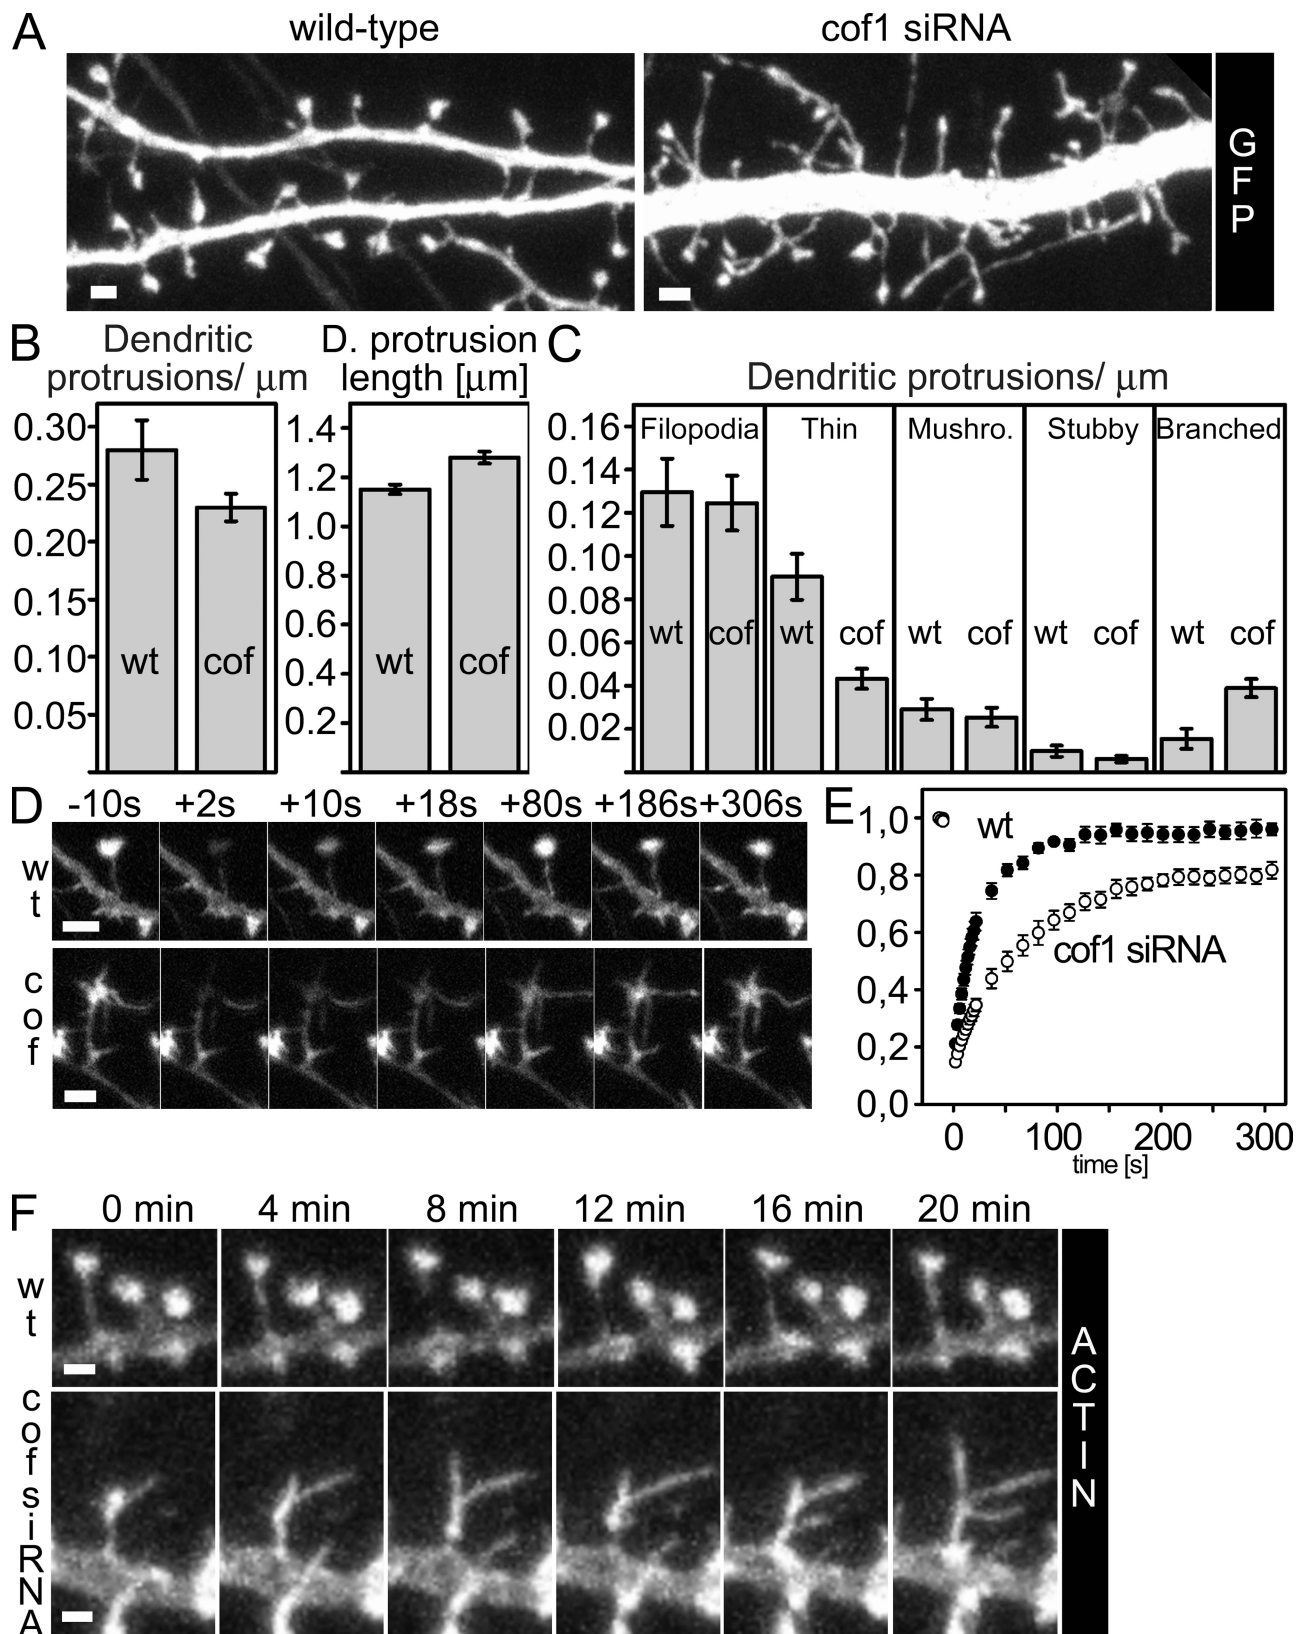 A
wild-type
cof1 siRNA
G
F
P
B
Dendritic
protrusions/ μm
0.30
0.25
0.20
0.15
0.10
0.05
wt
cof
D. protrusion
length [μm]
1.4
1.2
1.0
0.8
0.6
0.4
0.2
wt
cof
C
Dendritic protrusions/ μm
0.16
0.14
0.12
0.10
0.08
0.06
0.04
0.02
Filopodia
Thin
Mushro.
Stubby
Branched
wt
cof
wt
cof
wt
cof
wt
cof
wt
cof
D
-10s
+2s
+10s
+18s
+80s
+186s
+306s
w
t
c
o
f
E
1,0
0,8
0,6
0,4
0,2
0,0
wt
cof1 siRNA
0
100
200
300
time [s]
F
0 min
4 min
8 min
12 min
16 min
20 min
w
t
c
o
f
s
i
R
N
A
A
C
T
I
N